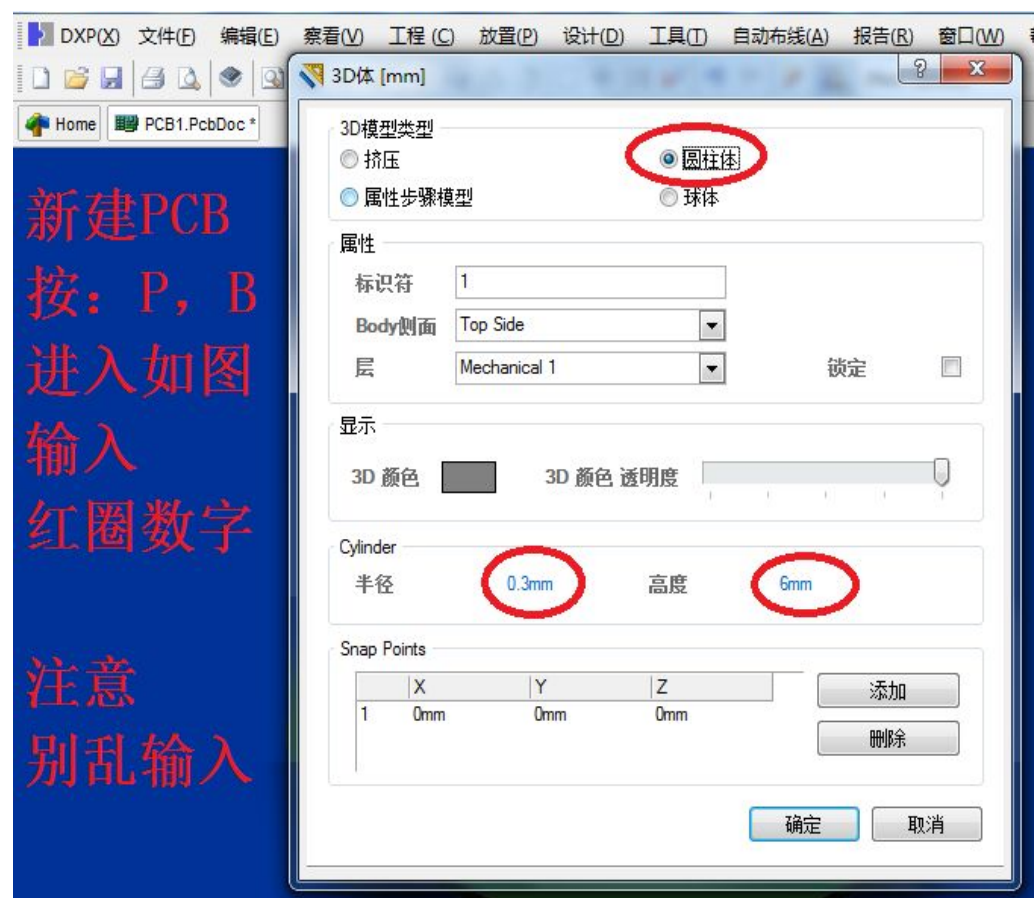 DXP(X) 文件(F) 编辑(E) 察看(V) 工程 (C) 放置(P) 设计(D) 工具(T) 自动布线(A) 报告(R) 窗口(W)
3D体 [mm]
Home PCB1.PcbDoc *
3D模型类型
挤压 圆柱体
属性步骤模型 球体
新建PCB
按：P，B
进入如图
输入
红圈数字
注意
别乱输入
属性
标识符 1
Body侧面 Top Side
层 Mechanical 1 锁定
显示
3D 颜色 3D 颜色 透明度
Cylinder
半径 0.3mm 高度 6mm
Snap Points
X Y Z
1 0mm 0mm 0mm
添加
删除
确定 取消